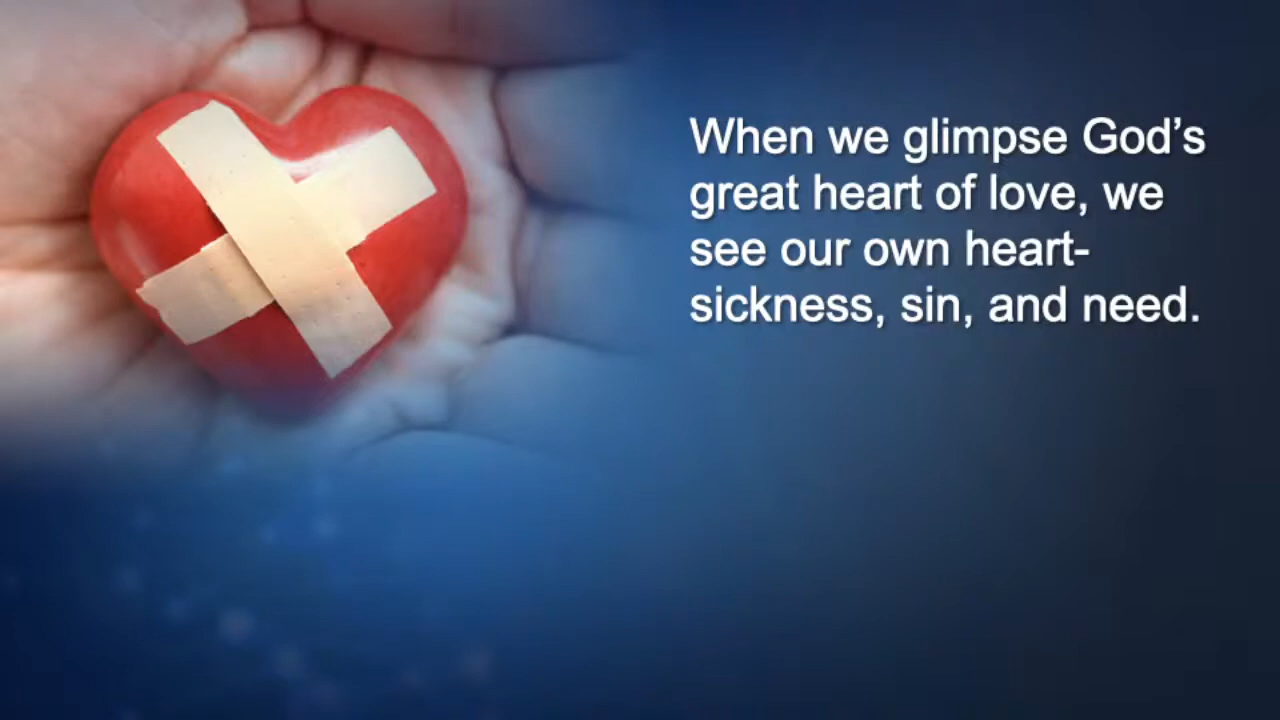 When we glimpse God’s
great heart of love, we
see our own heart-
sickness, sin, and need.